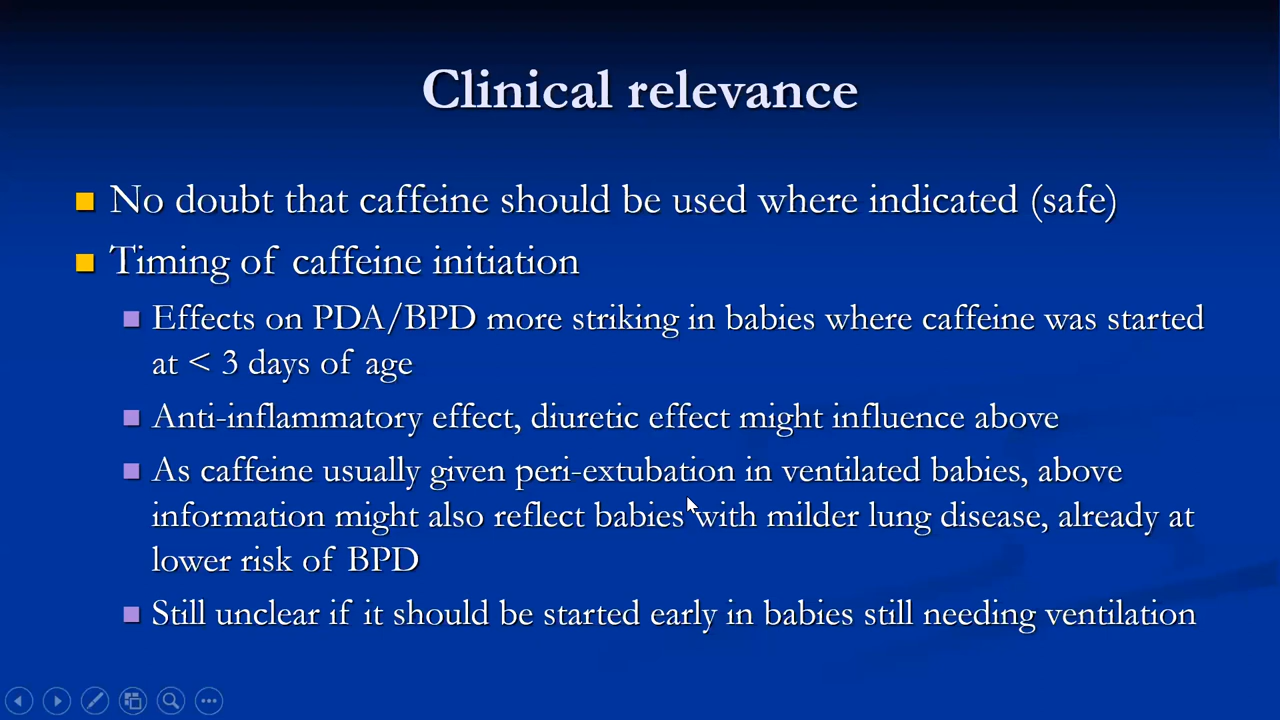 Clinical relevance
No doubt that caffeine should be used where indicated (safe)
Timing of caffeine initiation
Effects on PDA/BPD more striking in babies where caffeine was started
at < 3 days of age
Anti-inflammatory effect, diuretic effect might influence above
As caffeine usually given peri-extubation in ventilated babies, above
information might also reflect babies with milder lung disease, already at
lower risk of BPD
Still unclear if it should be started early in babies still needing ventilation